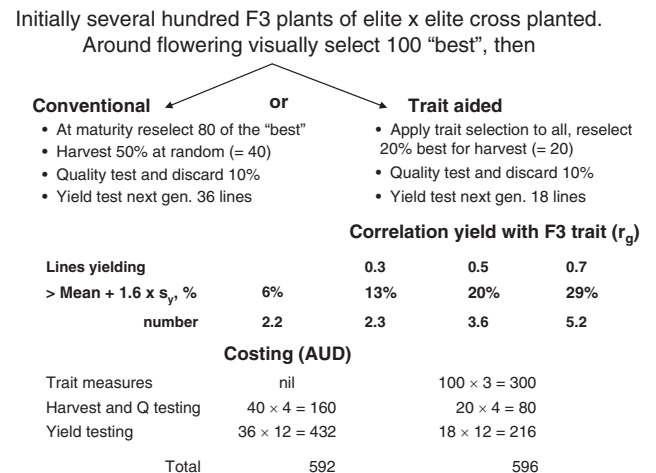 Initially several hundred F3 plants of elite x elite cross planted.
Around flowering visually select 100 “best”, then
Conventional or Trait aided
• At maturity reselect 80 of the “best”
• Harvest 50% at random (= 40)
• Quality test and discard 10%
• Yield test next gen. 36 lines
• Apply trait selection to all, reselect
20% best for harvest (= 20)
• Quality test and discard 10%
• Yield test next gen. 18 lines
Correlation yield with F3 trait (rg)
Lines yielding 0.3 0.5 0.7
> Mean + 1.6 x sy, % 6% 13% 20% 29%
number 2.2 2.3 3.6 5.2
Costing (AUD)
Trait measures nil 100 × 3 = 300
Harvest and Q testing 40 × 4 = 160 20 × 4 = 80
Yield testing 36 × 12 = 432 18 × 12 = 216
Total 592 596